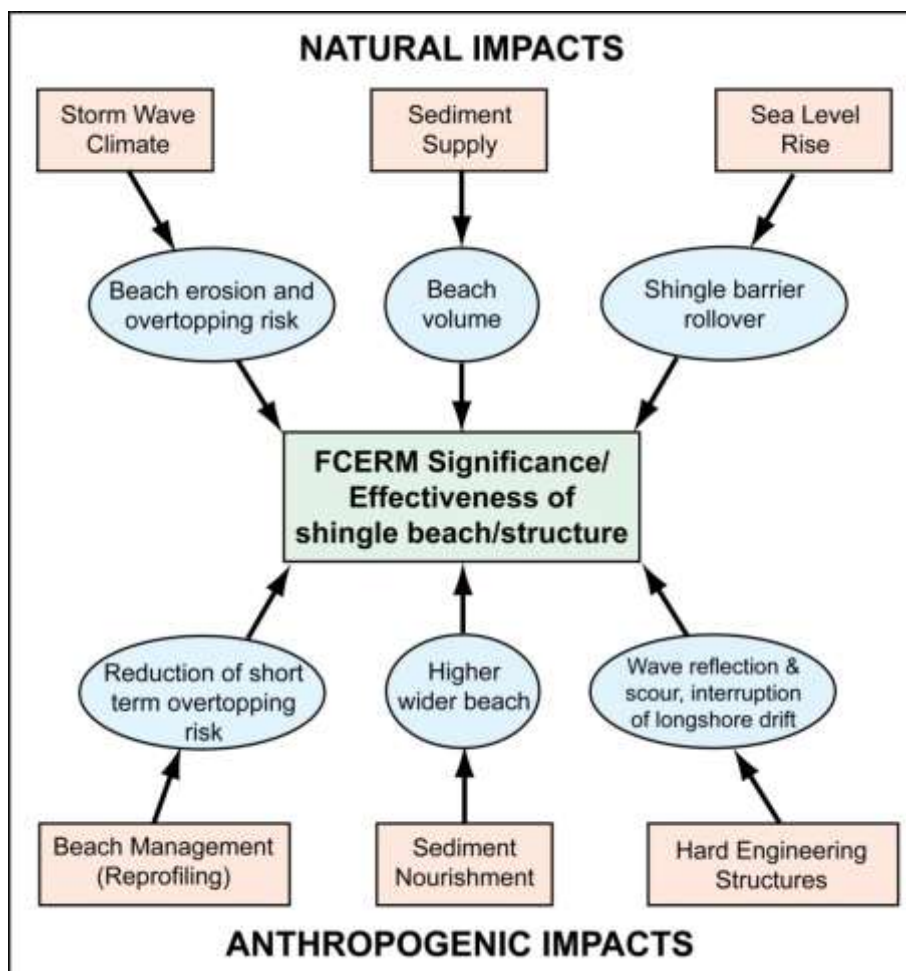 NATURAL IMPACTS
Storm Wave
Climate
Sediment
Supply
Sea Level
Rise
Beach erosion and
overtopping risk
Beach
volume
Shingle barrier
rollover
FCERM Significance/
Effectiveness of
shingle beach/structure
Reduction of short
term overtopping
risk
Higher
wider beach
Wave reflection &
scour, interruption
of longshore drift
Beach Management
(Reprofiling)
Sediment
Nourishment
Hard Engineering
Structures
ANTHROPOGENIC IMPACTS